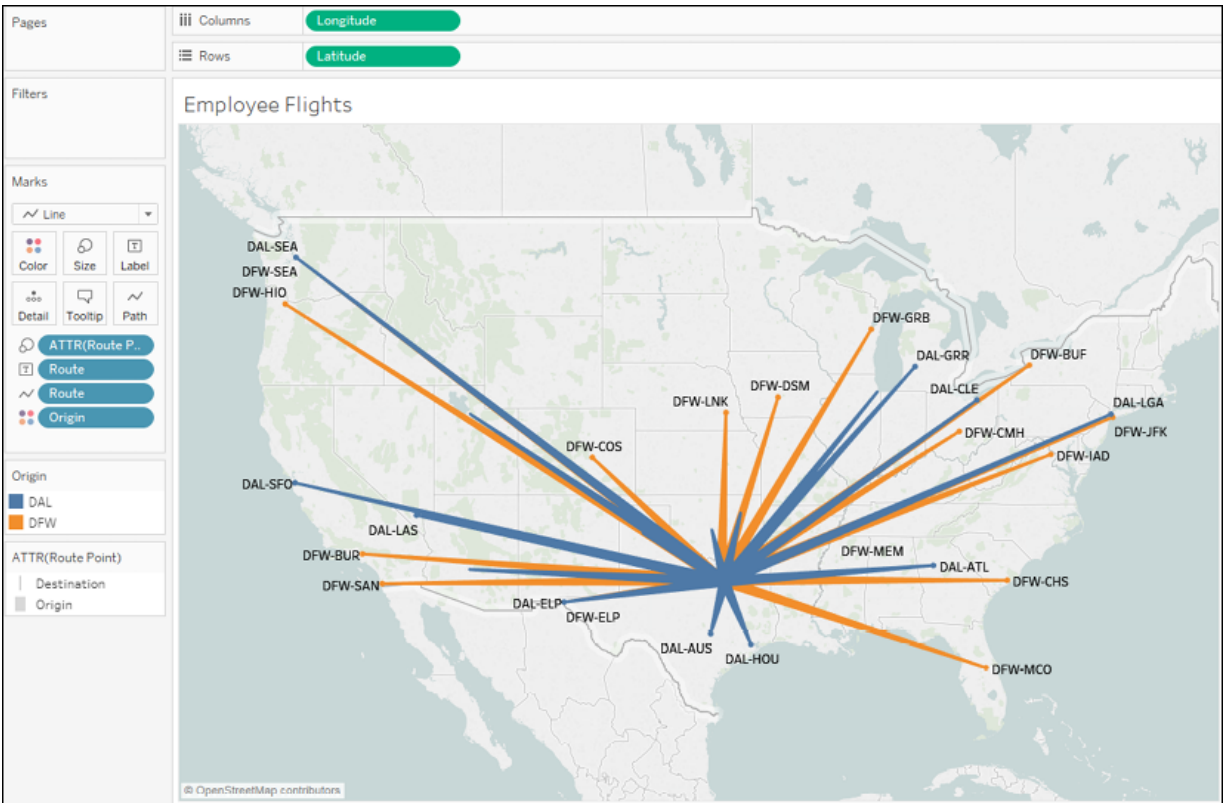 Pages
Columns
Longitude
Rows
Latitude
Filters
Employee Flights
Marks
Line
Color
Size
Label
Detail
Tooltip
Path
ATTR(Route P..
Route
Route
Origin
Origin
DAL
DFW
ATTR(Route Point)
Destination
Origin
DAL-SEA
DFW-SEA
DFW-HIO
DFW-GRB
DAL-GRR
DFW-BUF
DFW-DSM
DAL-CLE
DFW-LNK
DAL-LGA
DFW-CMH
DFW-JFK
DFW-COS
DFW-IAD
DAL-SFO
DAL-LAS
DFW-BUR
DFW-MEM
DAL-ATL
DFW-SAN
DFW-CHS
DAL-ELP
DFW-ELP
DAL-AUS
DAL-HOU
DFW-MCO
© OpenStreetMap contributors